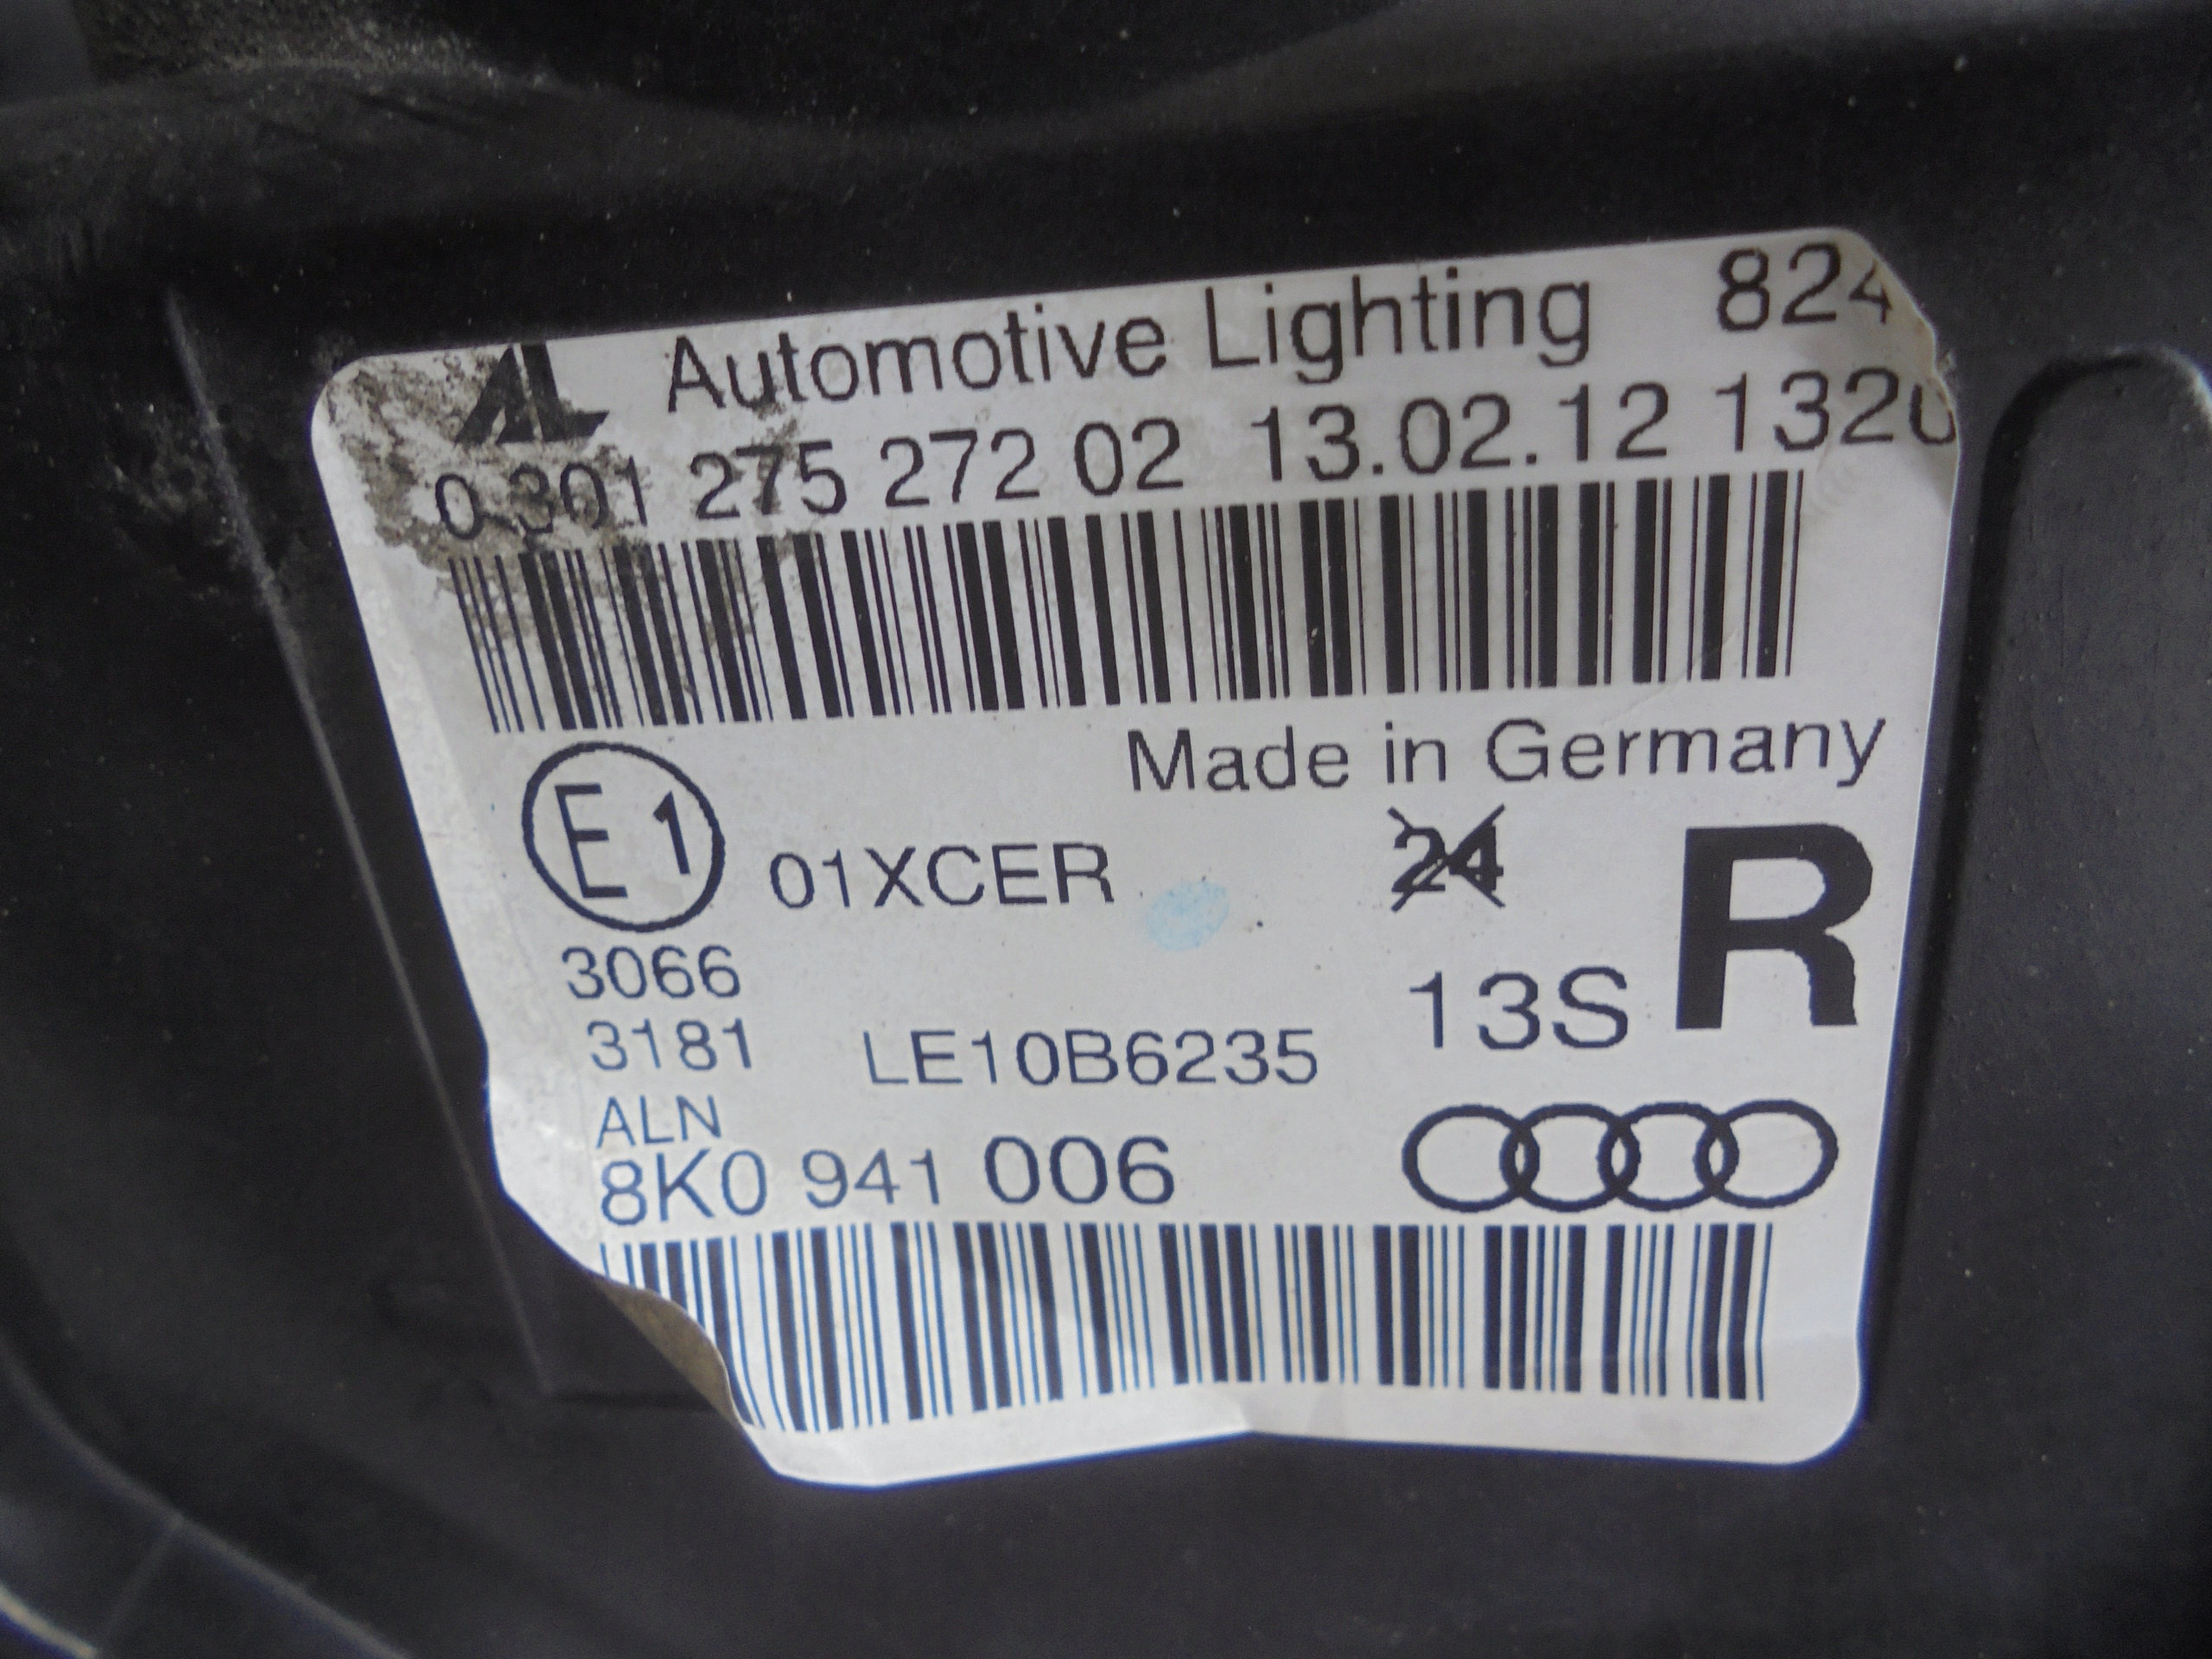 AL Automotive Lighting 824
0 301 275 272 02 13.02.12 132
Made in Germany
E1 01XCER 24 R
3066
13S
3181 LE10B6235
ALN
8K0 941 006